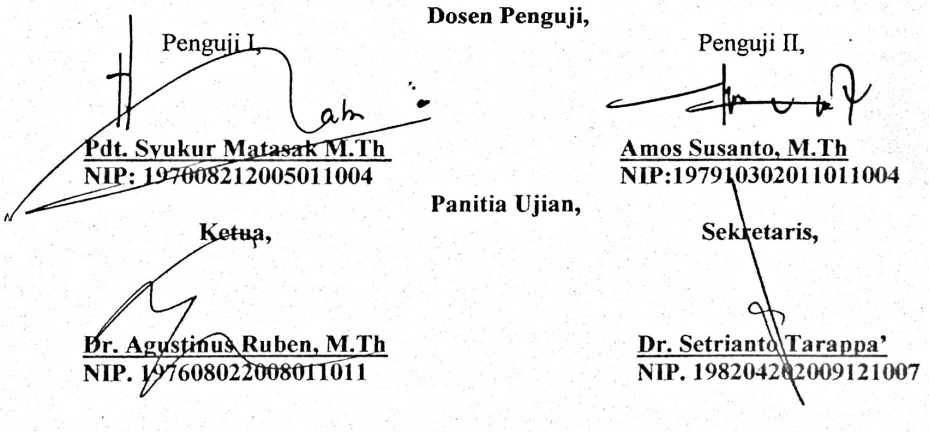 Dosen Penguji,
Penguji I,
Penguji II,
Pdt. Syukur Matasak M.Th
NIP: 197008212005011004
Amos Susanto, M.Th
NIP:197910302011011004
Panitia Ujian,
Ketua,
Sekretaris,
Dr. Agustinus Ruben, M.Th
NIP. 197608022008011011
Dr. Setrianto Tarappa’
NIP. 198204262009121007